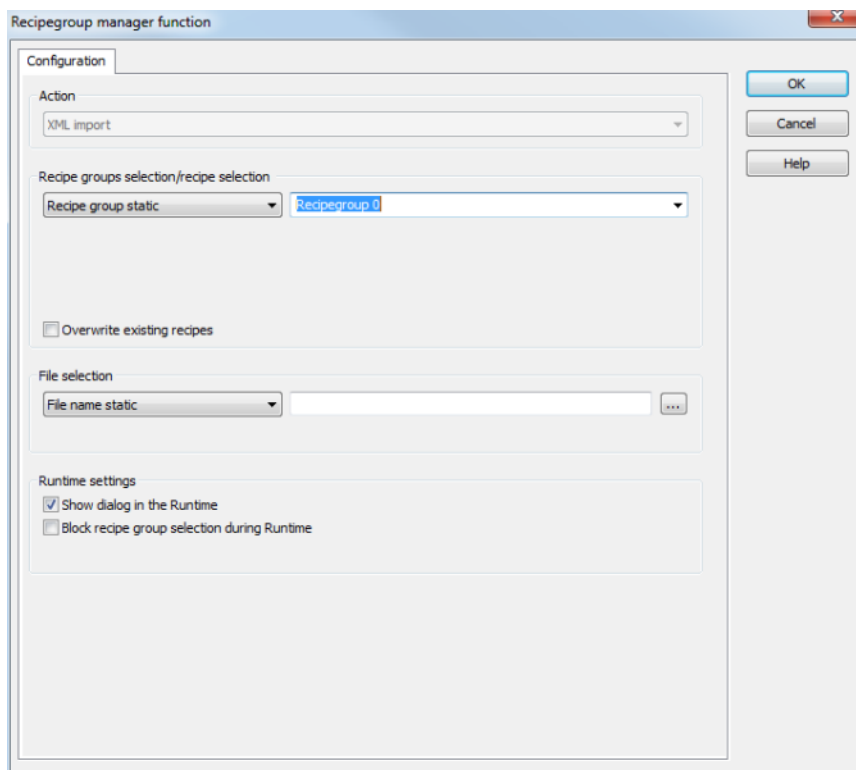 Recipegroup manager function
Configuration
OK
Action
XML import
Cancel
Help
Recipe groups selection/recipe selection
Recipe group static Recipegroup 0
Overwrite existing recipes
File selection
File name static ...
Runtime settings
Show dialog in the Runtime
Block recipe group selection during Runtime